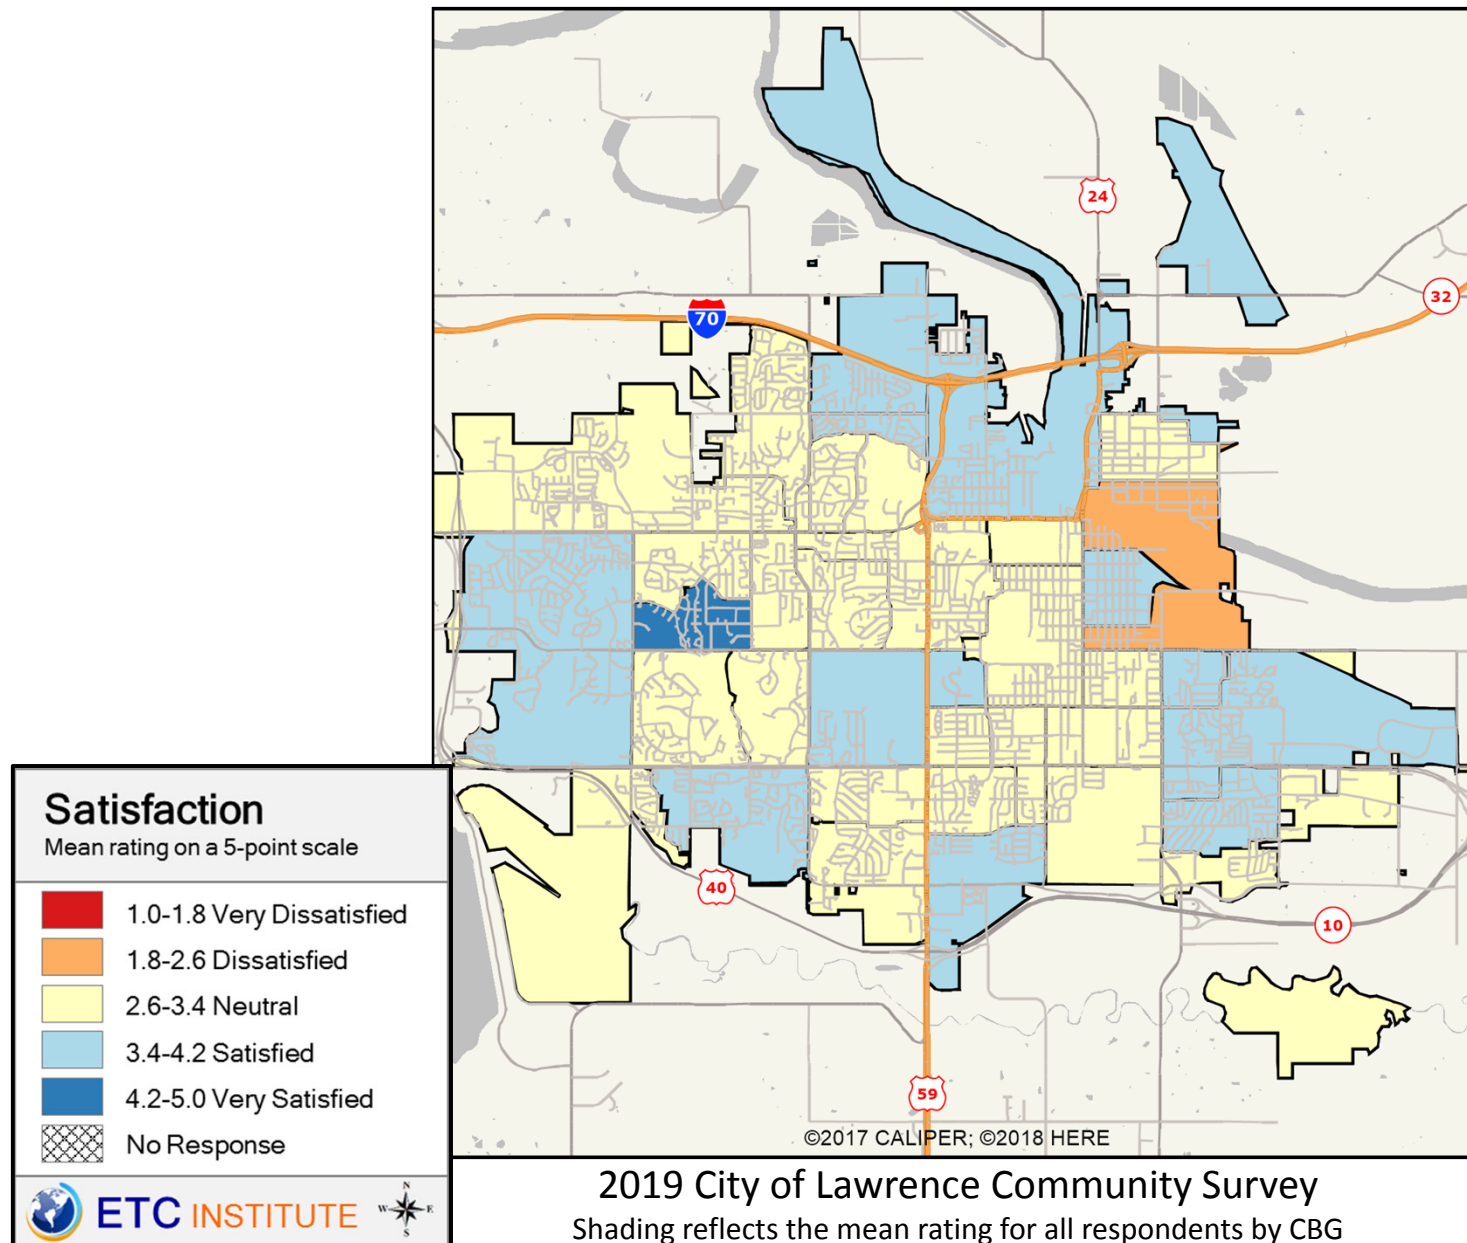 24
32
70
40
10
59
©2017 CALIPER; ©2018 HERE
Satisfaction
Mean rating on a 5-point scale
1.0-1.8 Very Dissatisfied
1.8-2.6 Dissatisfied
2.6-3.4 Neutral
3.4-4.2 Satisfied
4.2-5.0 Very Satisfied
No Response
ETC INSTITUTE
N
W E
S
2019 City of Lawrence Community Survey
Shading reflects the mean rating for all respondents by CBG